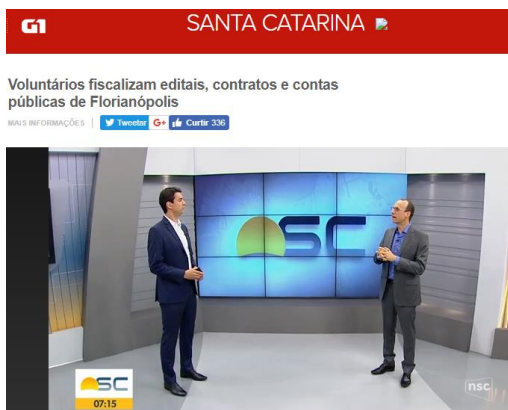 G1
SANTA CATARINA
Voluntários fiscalizam editais, contratos e contas
públicas de Florianópolis
MAIS INFORMAÇÕES
Tweetar
G+
Curtir 336
SC
SC
07:15
nsc